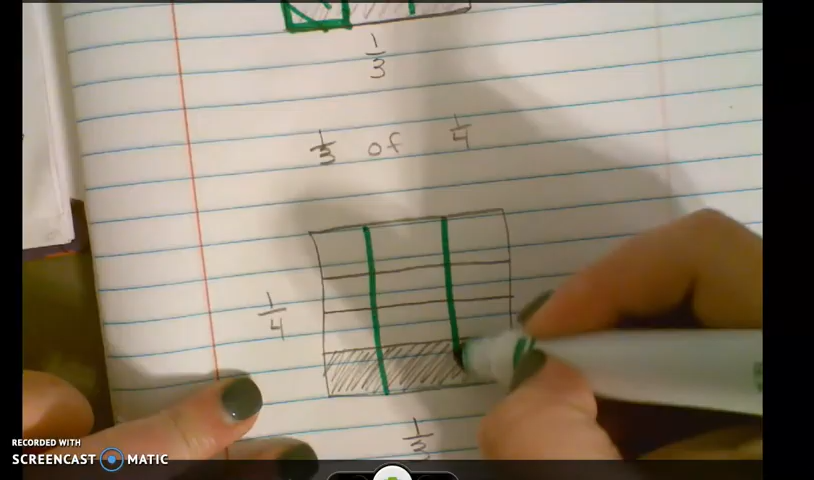 1/3
1/3 of 1/4
1/4
1/3
RECORDED WITH
SCREENCAST MATIC